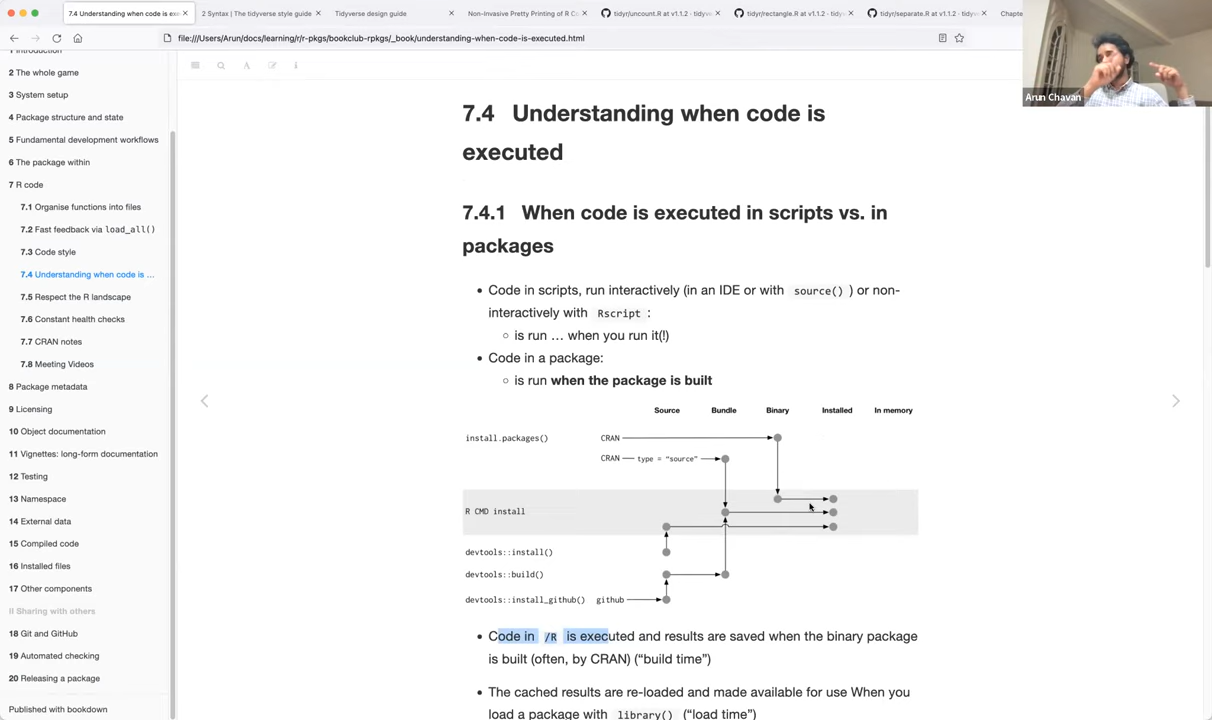 7.4 Understanding when code is exe
2 Syntax | The tidyverse style guide
Tidyverse design guide
Non-Invasive Pretty Printing of R C
tidyr/uncount.R at v1.1.2 · tidyve
tidyr/rectangle.R at v1.1.2 · tidyv
tidyr/separate.R at v1.1.2 · tidyve
Chapte
file:///Users/Arun/docs/learning/r/r-pkgs/bookclub-rpkgs/_book/understanding-when-code-is-executed.html
1 Introduction
2 The whole game
3 System setup
4 Package structure and state
5 Fundamental development workflows
6 The package within
7 R code
7.1 Organise functions into files
7.2 Fast feedback via load_all()
7.3 Code style
7.4 Understanding when code is ...
7.5 Respect the R landscape
7.6 Constant health checks
7.7 CRAN notes
7.8 Meeting Videos
8 Package metadata
9 Licensing
10 Object documentation
11 Vignettes: long-form documentation
12 Testing
13 Namespace
14 External data
15 Compiled code
16 Installed files
17 Other components
II Sharing with others
18 Git and GitHub
19 Automated checking
20 Releasing a package
Published with bookdown
Arun Chavan
7.4 Understanding when code is
executed
7.4.1 When code is executed in scripts vs. in
packages
• Code in scripts, run interactively (in an IDE or with source() ) or non-
interactively with Rscript :
◦ is run … when you run it(!)
• Code in a package:
◦ is run when the package is built
Source Bundle Binary Installed In memory
install.packages() CRAN
CRAN type = "source"
R CMD install
devtools::install()
devtools::build()
devtools::install_github() github
• Code in /R is executed and results are saved when the binary package
is built (often, by CRAN) (“build time”)
• The cached results are re-loaded and made available for use When you
load a package with library() (“load time”)